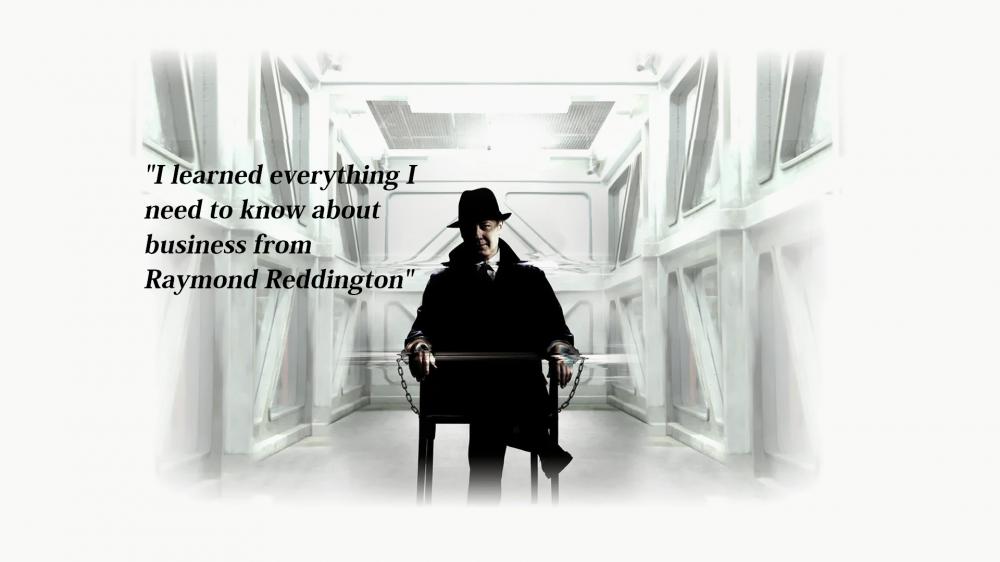 "I learned everything I
need to know about
business from
Raymond Reddington"